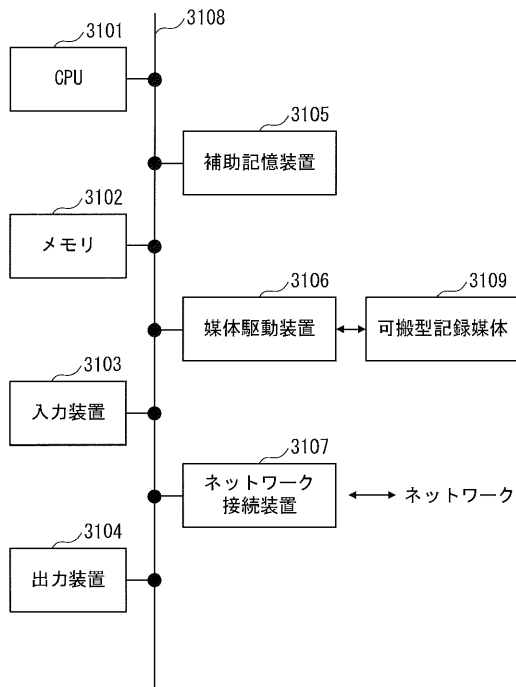 3108
3101
CPU
3105
補助記憶装置
3102
メモリ
3106
媒体駆動装置
3109
可搬型記録媒体
3103
入力装置
3107
ネットワーク
接続装置
ネットワーク
3104
出力装置